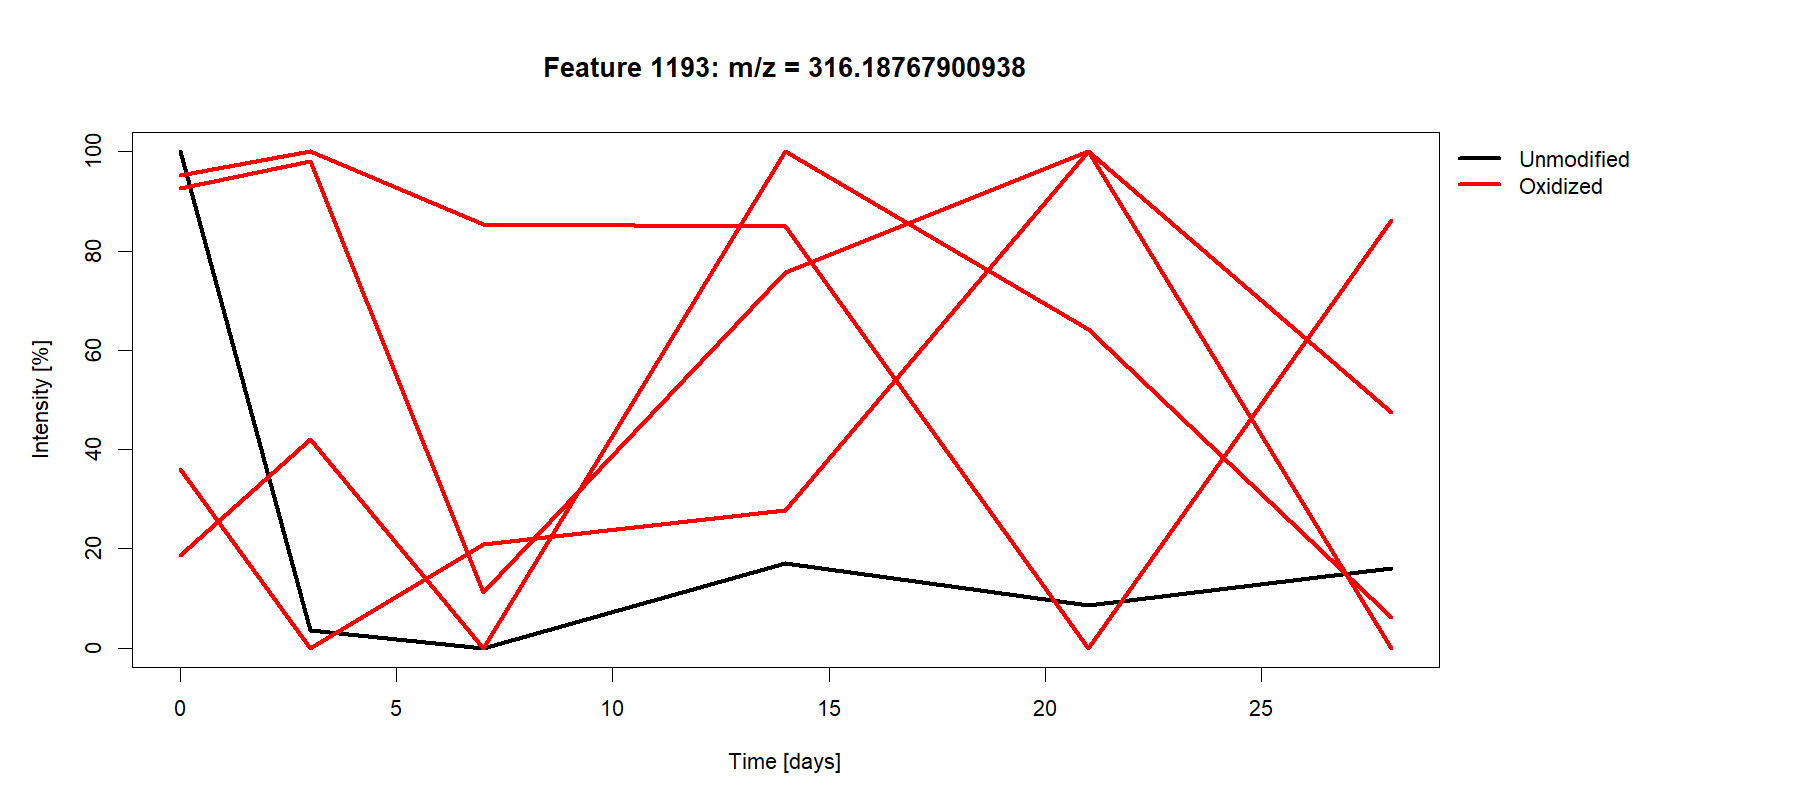 Feature 1193: m/z = 316.18767900938
Unmodified
Oxidized
Intensity [%]
100
80
60
40
20
0
0 5 10 15 20 25
Time [days]